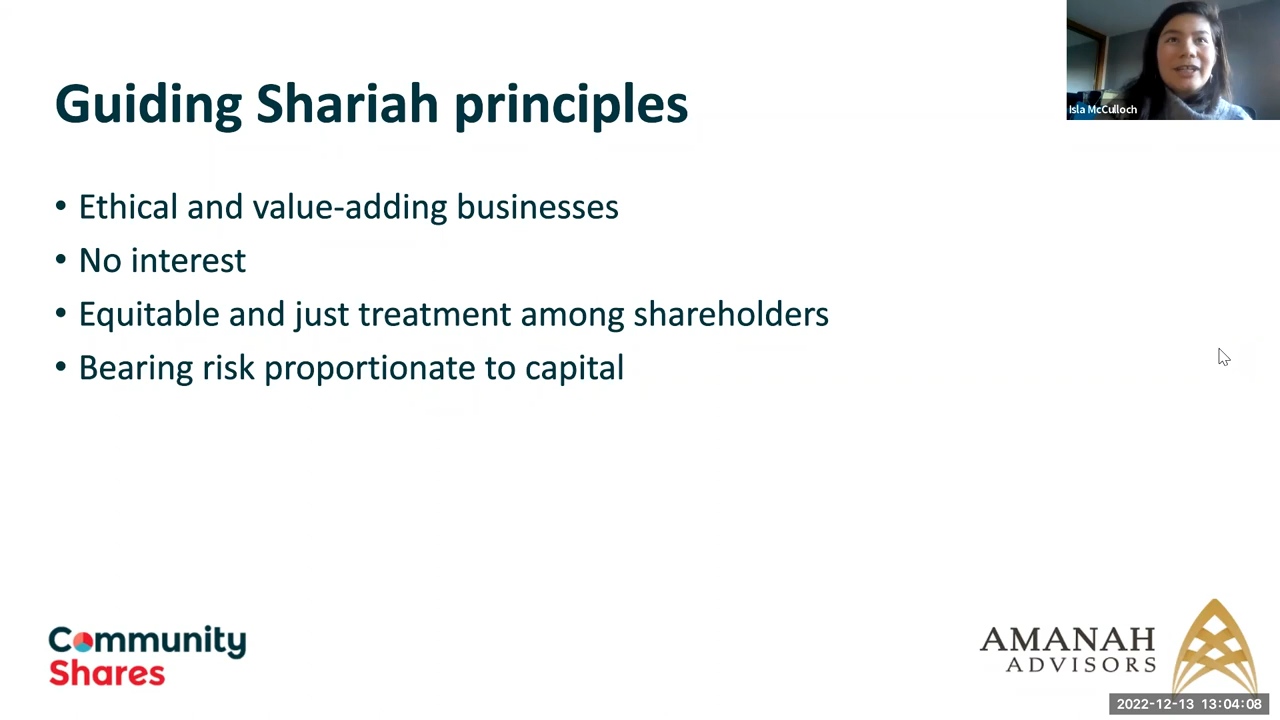 Guiding Shariah principles
• Ethical and value-adding businesses
• No interest
• Equitable and just treatment among shareholders
• Bearing risk proportionate to capital
Isla McCulloch
Community
Shares
AMANAH
ADVISORS
2022-12-13 13:04:08